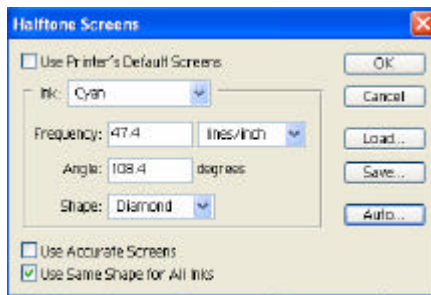 Halftone Screens
Use Printer's Default Screens
OK
Ink: Cyan
Cancel
Frequency: 47.4 lines/inch
Load...
Angle: 108.4 degrees
Save...
Shape: Diamond
Auto...
Use Accurate Screens
Use Same Shape for All Inks